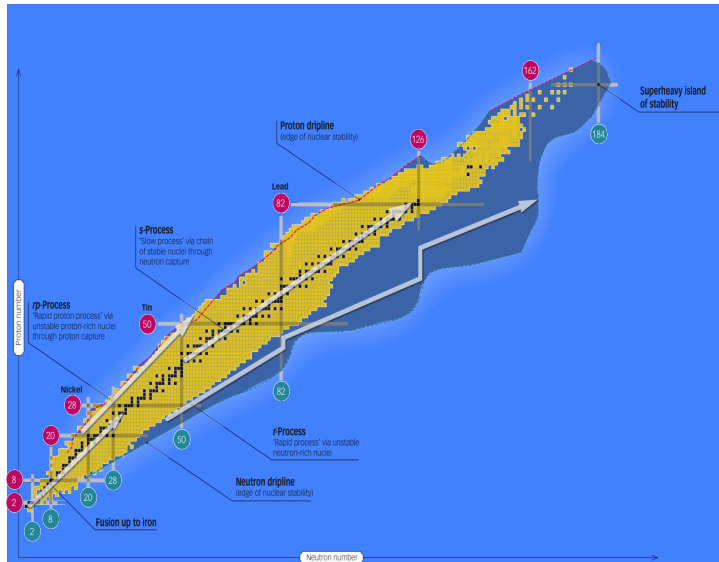 162
Superheavy island
of stability
Proton dripline
(edge of nuclear stability)
126
184
Lead
82
s-Process
'Slow process' via chain
of stable nuclei through
neutron capture
Proton number
rp-Process
'Rapid proton process' via
unstable proton-rich nuclei
through proton capture
Tin
50
Nickel
28
82
20
50
r-Process
'Rapid process' via unstable
neutron-rich nuclei
8
28
20
Neutron dripline
(edge of nuclear stability)
2
8
Fusion up to iron
2
Neutron number